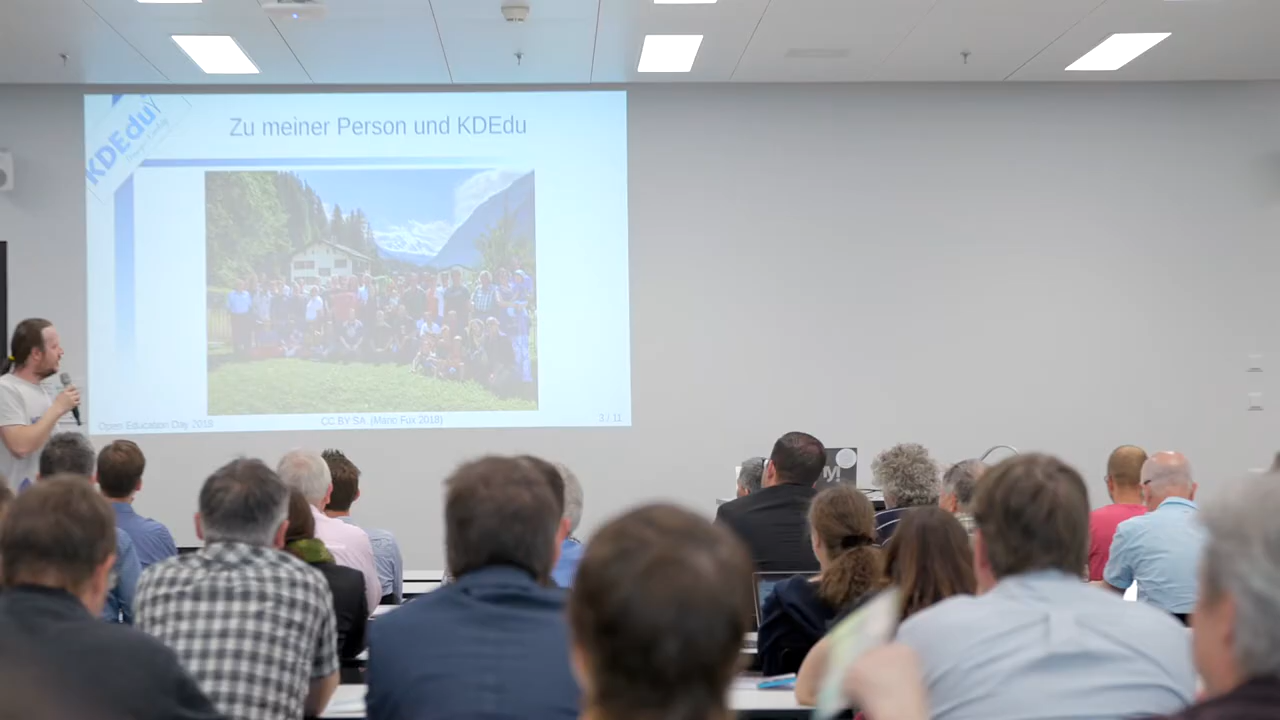 KDEdu
Zu meiner Person und KDEdu
Open Education Day 2018
CC BY SA (Mario Fux 2018)
3 / 11